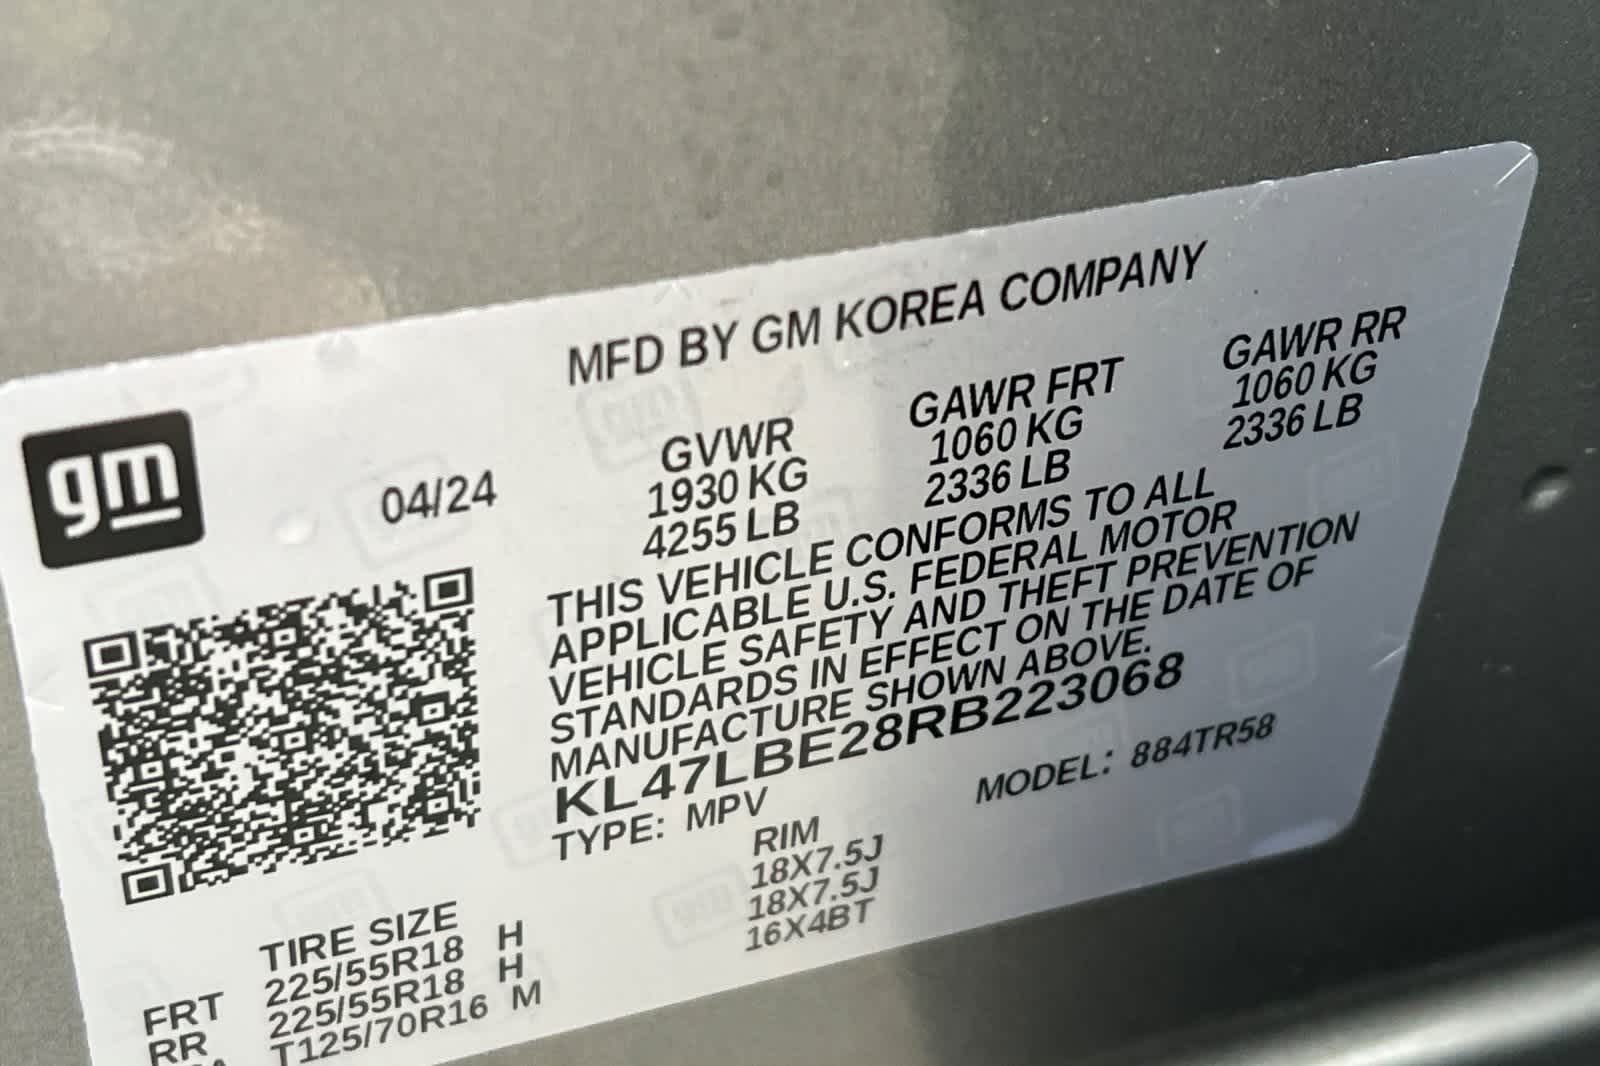 MFD BY GM KOREA COMPANY
gm
04/24
GVWR
1930 KG
4255 LB
GAWR FRT
1060 KG
2336 LB
GAWR RR
1060 KG
2336 LB
THIS VEHICLE CONFORMS TO ALL
APPLICABLE U.S. FEDERAL MOTOR
VEHICLE SAFETY AND THEFT PREVENTION
STANDARDS IN EFFECT ON THE DATE OF
MANUFACTURE SHOWN ABOVE.
KL47LBE28RB223068
TYPE: MPV
MODEL: 884TR58
TIRE SIZE
RIM
FRT 225/55R18 H 18X7.5J
RR 225/55R18 H 18X7.5J
T125/70R16 M 16X4BT